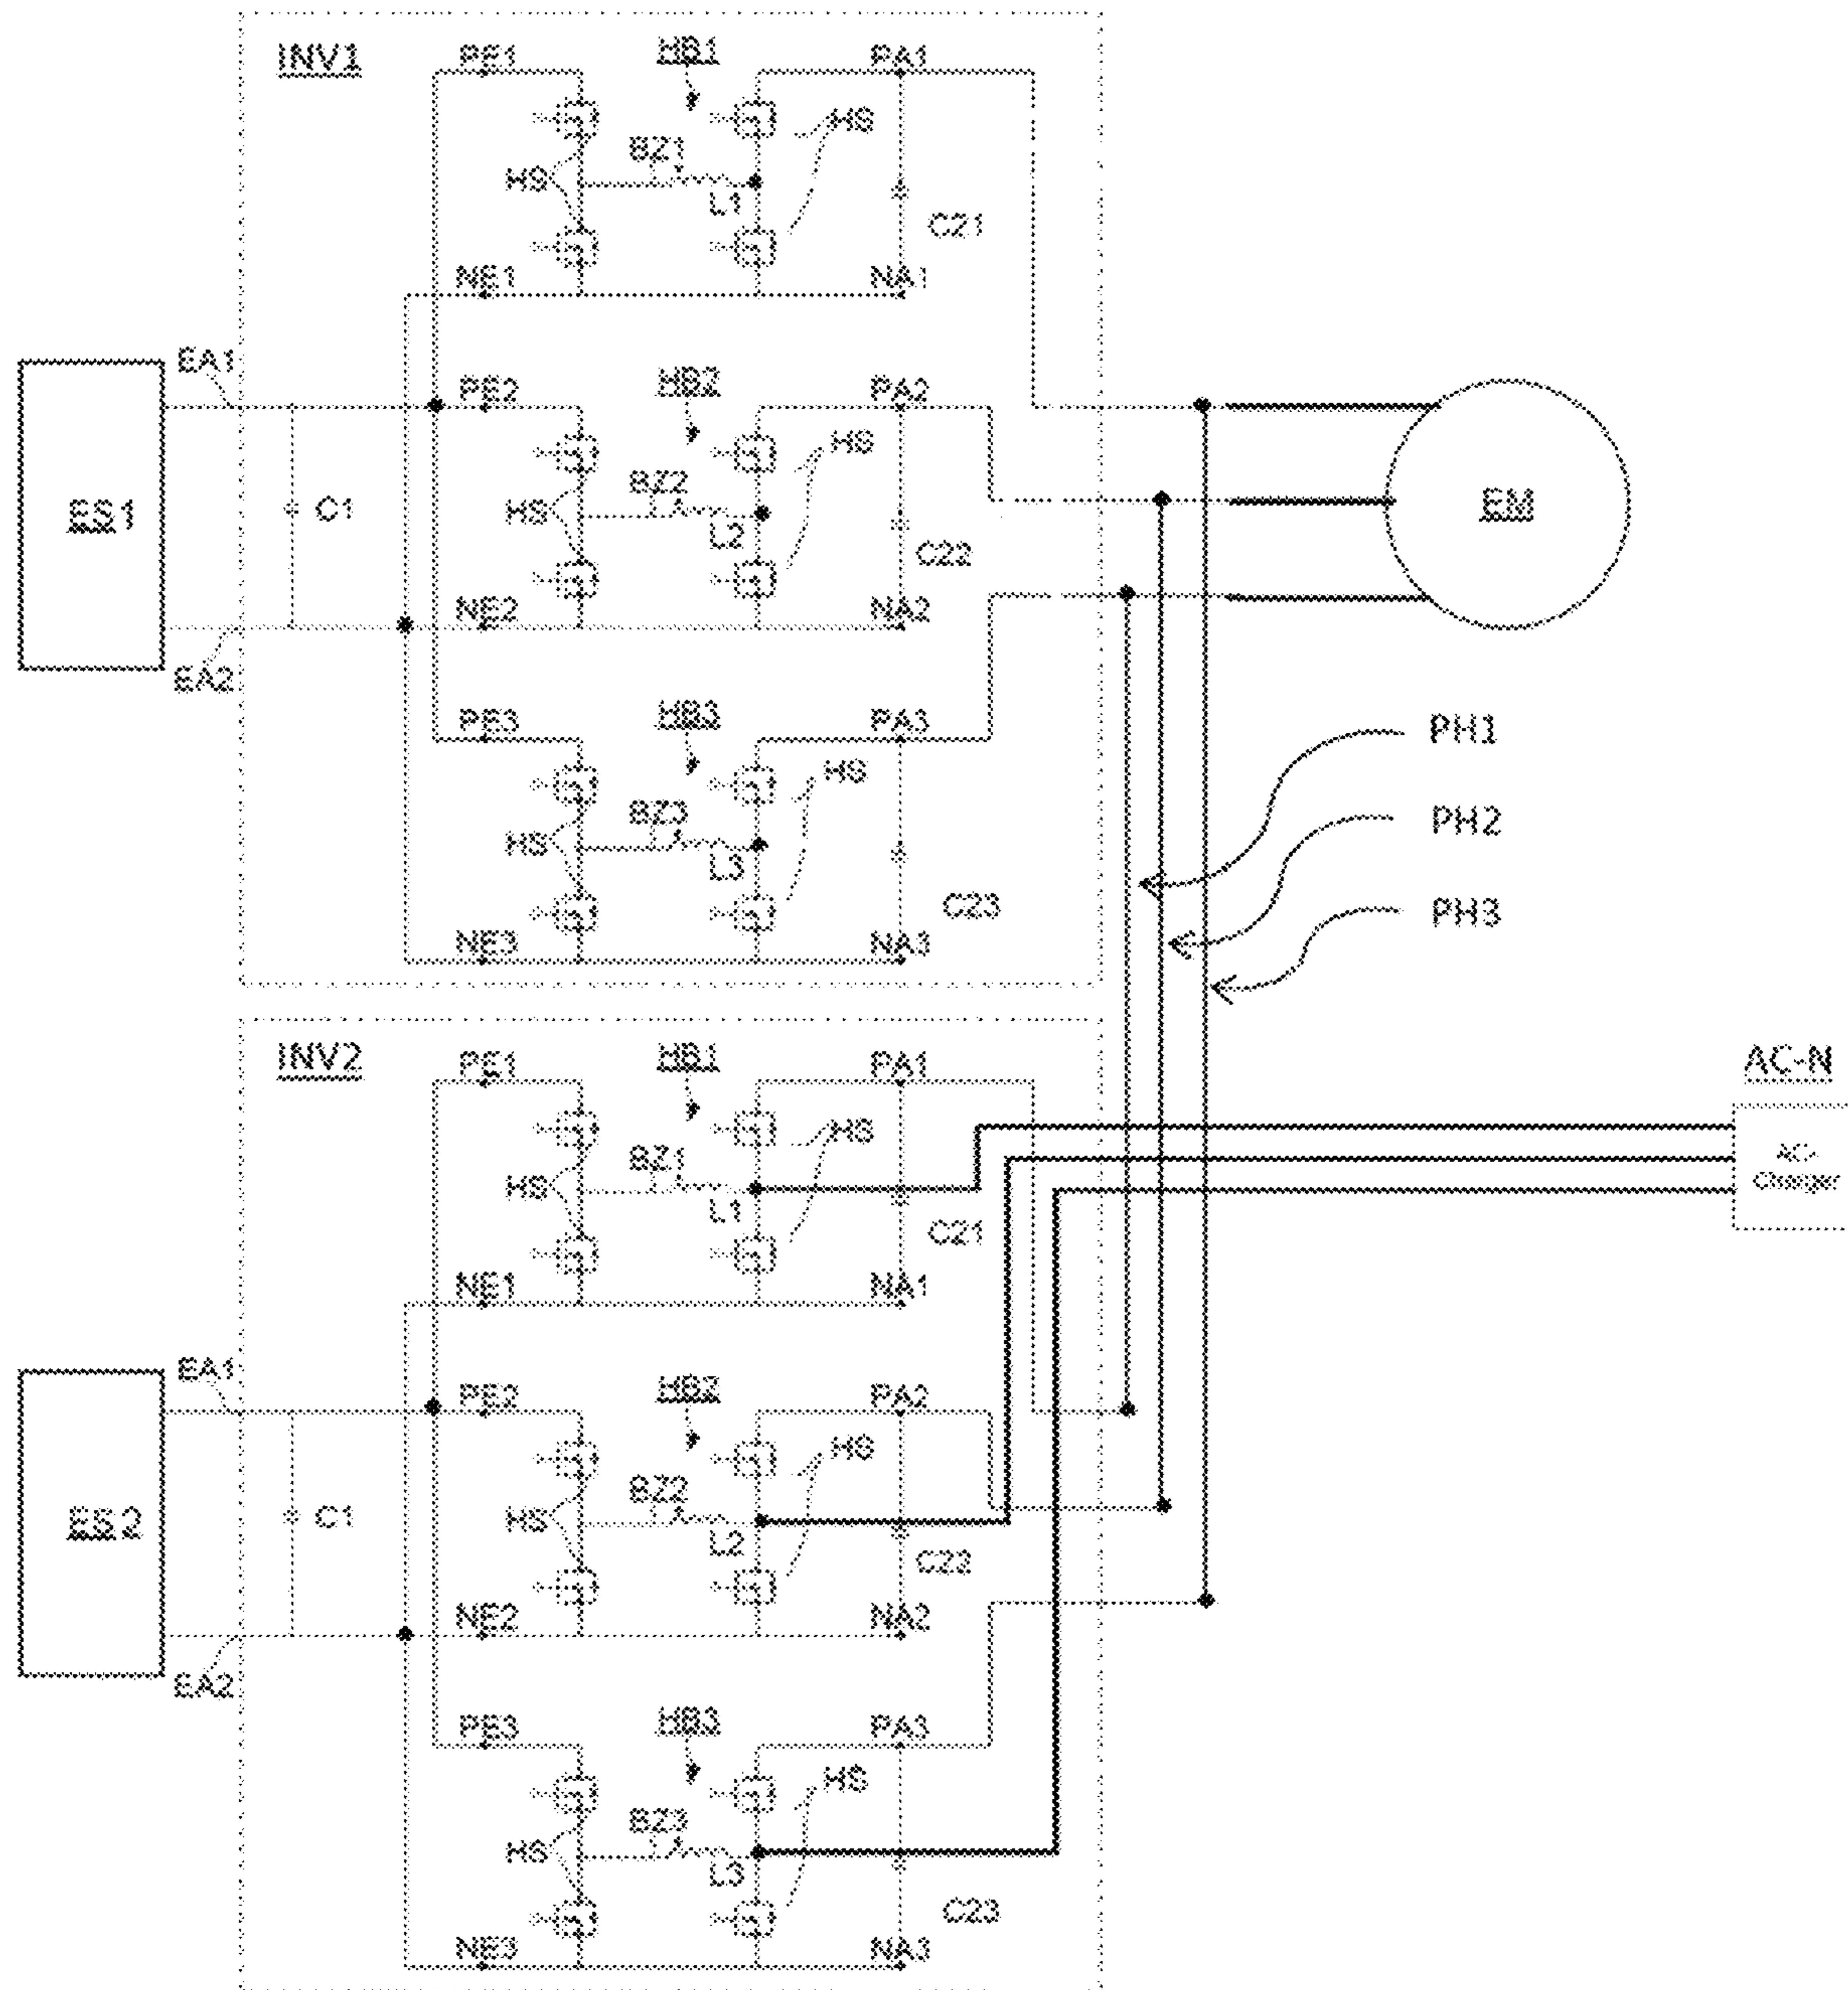 INV1
PE1
HB1
PA1
HS
BZ1
HS
L1
C21
NE1
NA1
EA1
PE2
HB2
PA2
HS
BZ2
ES1
C1
HS
L2
C22
EM
NE2
NA2
EA2
PE3
HB3
PA3
PH1
HS
BZ3
PH2
HS
L3
C23
PH3
NE3
NA3
INV2
PE1
HB1
PA1
AC-N
HS
BZ1
AC-
Charger
HS
L1
C21
NE1
NA1
EA1
PE2
HB2
PA2
HS
BZ2
ES2
C1
HS
L2
C22
NE2
NA2
EA2
PE3
HB3
PA3
HS
BZ3
HS
L3
C23
NE3
NA3